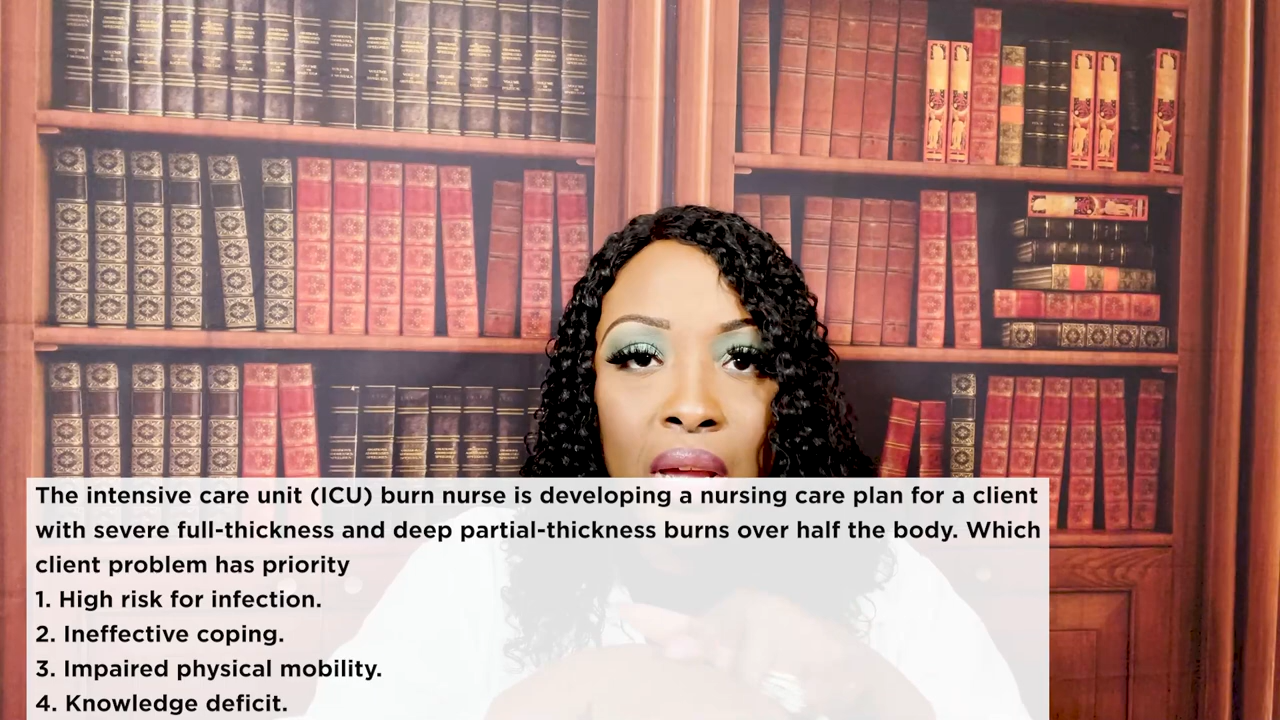 The intensive care unit (ICU) burn nurse is developing a nursing care plan for a client
with severe full-thickness and deep partial-thickness burns over half the body. Which
client problem has priority
1. High risk for infection.
2. Ineffective coping.
3. Impaired physical mobility.
4. Knowledge deficit.